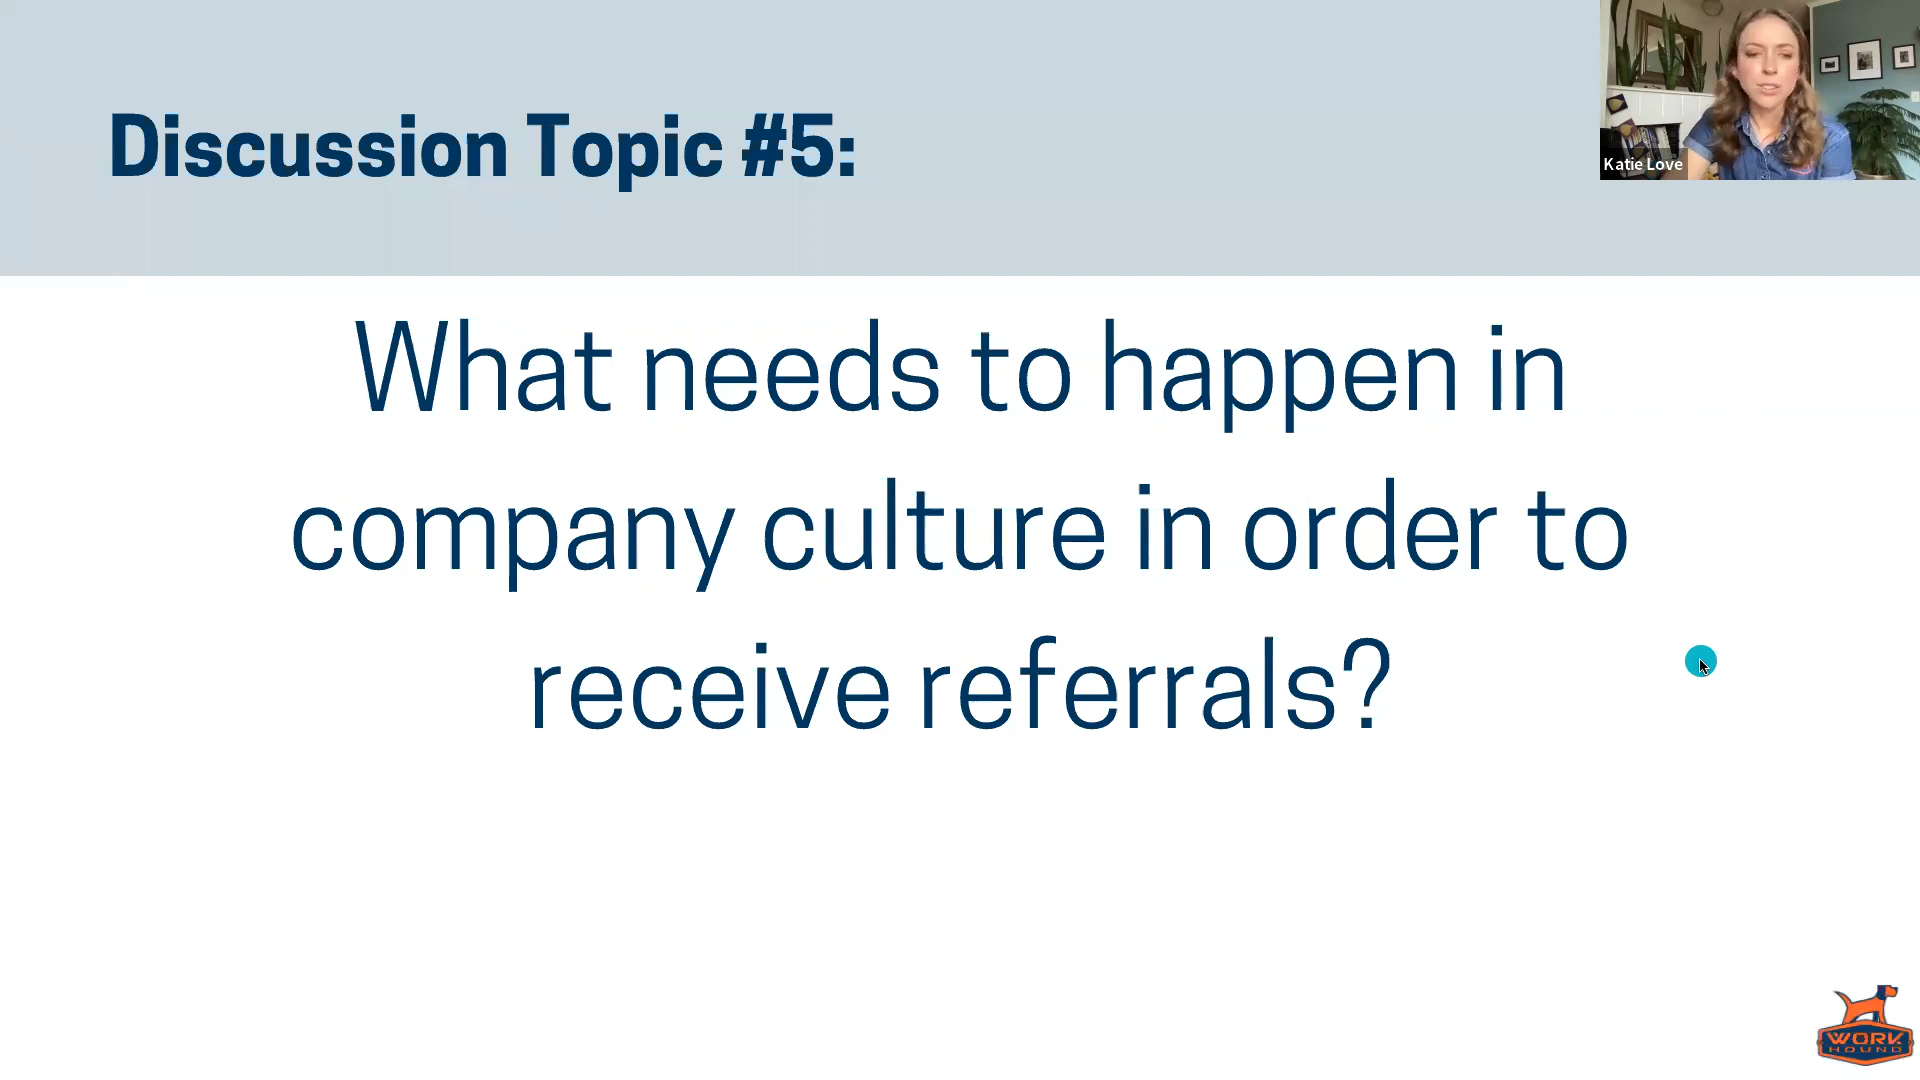 Discussion Topic #5:
Katie Love
What needs to happen in
company culture in order to
receive referrals?
WORK
HOUND